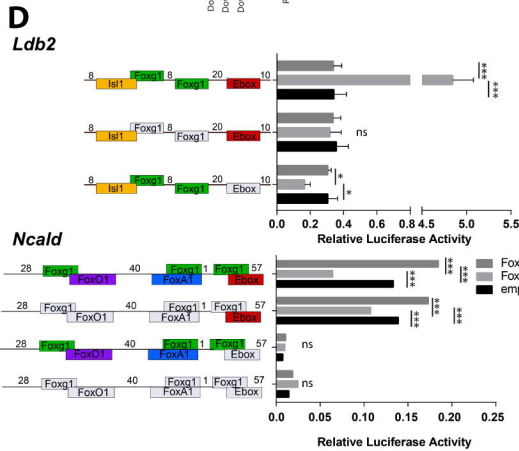 D
Ldb2
8 Foxg1 8 20 10
Isl1 Foxg1 Ebox
8 Foxg1 8 20 10
Isl1 Foxg1 Ebox
ns
8 Foxg1 8 20 10
Isl1 Foxg1 Ebox
*
*
***
***
0.0 0.2 0.4 0.6 0.8 4.5 5.0 5.5
Relative Luciferase Activity
Ncald
28 Foxg1 40 Foxg1 1 Foxg1 57
FoxO1 FoxA1 Ebox
***
***
***
28 Foxg1 40 Foxg1 1 Foxg1 57
FoxO1 FoxA1 Ebox
***
***
***
28 Foxg1 40 Foxg1 1 Foxg1 57
FoxO1 FoxA1 Ebox
ns
28 Foxg1 40 Foxg1 1 Foxg1 57
FoxO1 FoxA1 Ebox
ns
Fox
Fox
emp
0.0 0.05 0.10 0.15 0.20 0.25
Relative Luciferase Activity